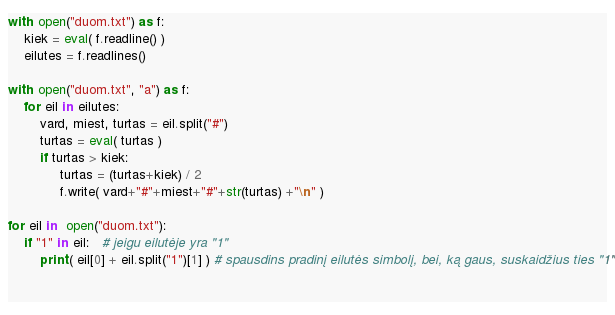 with open("duom.txt") as f:
    kiek = eval( f.readline() )
    eilutes = f.readlines()
with open("duom.txt", "a") as f:
    for eil in eilutes:
        vard, miest, turtas = eil.split("#")
        turtas = eval( turtas )
        if turtas > kiek:
            turtas = (turtas+kiek) / 2
            f.write( vard+"#"+miest+"#"+str(turtas) +"\n" )
for eil in  open("duom.txt"):
    if "1" in eil:   # jeigu eilutėje yra "1"
        print( eil[0] + eil.split("1")[1] ) # spausdins pradinį eilutės simbolį, bei, ką gaus, suskaidžius ties "1"